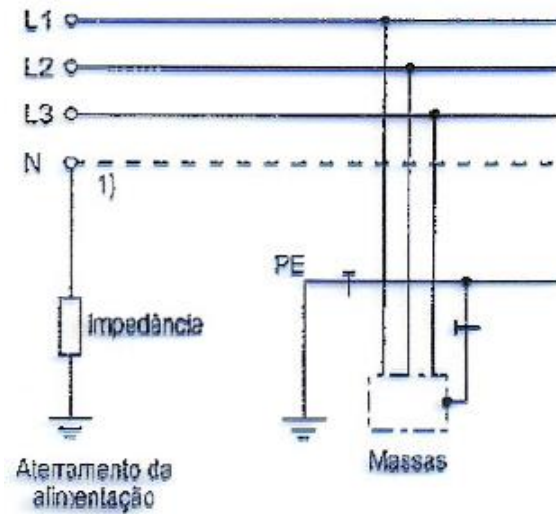 L1
L2
L3
N
1)
PE
Impedância
Massas
Aterramento da
alimentação